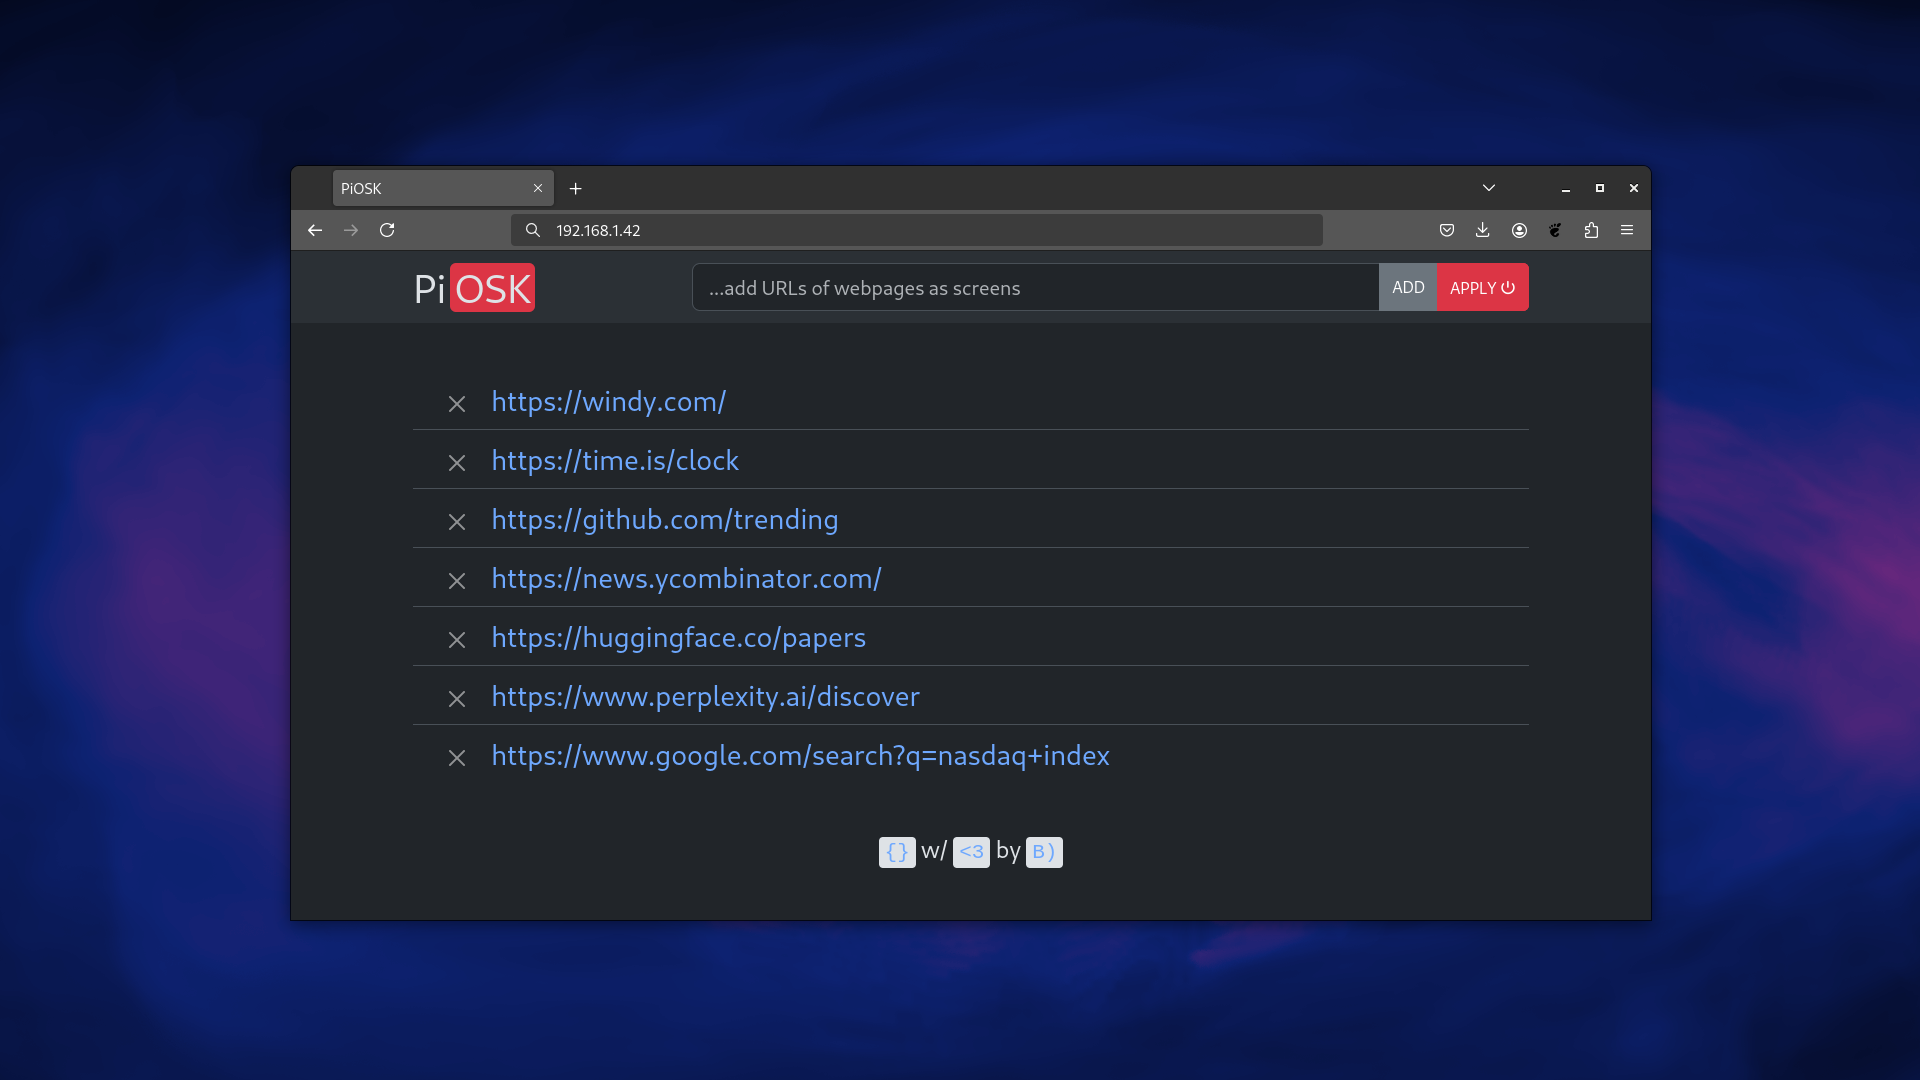 PiOSK
192.168.1.42
PiOSK ...add URLs of webpages as screens ADD APPLY
https://windy.com/
https://time.is/clock
https://github.com/trending
https://news.ycombinator.com/
https://huggingface.co/papers
https://www.perplexity.ai/discover
https://www.google.com/search?q=nasdaq+index
{} w/ <3 by B)